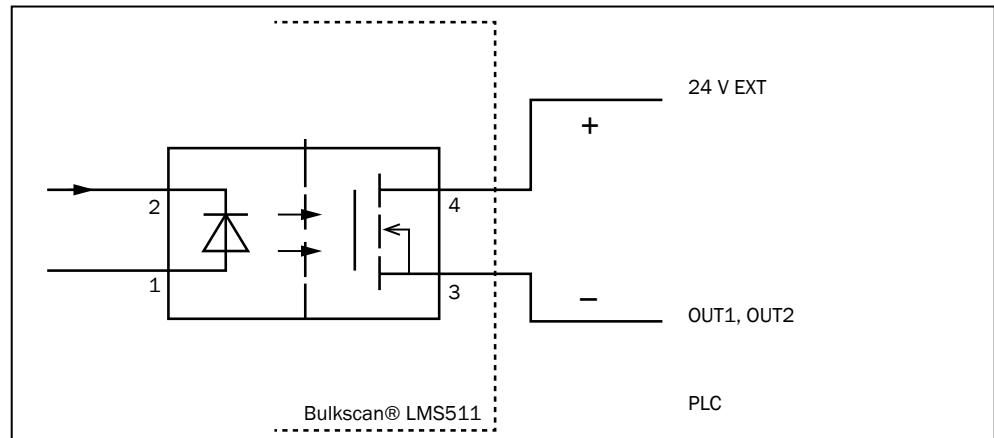 24 V EXT
+
2
4
1
3
−
OUT1, OUT2
Bulkscan® LMS511
PLC